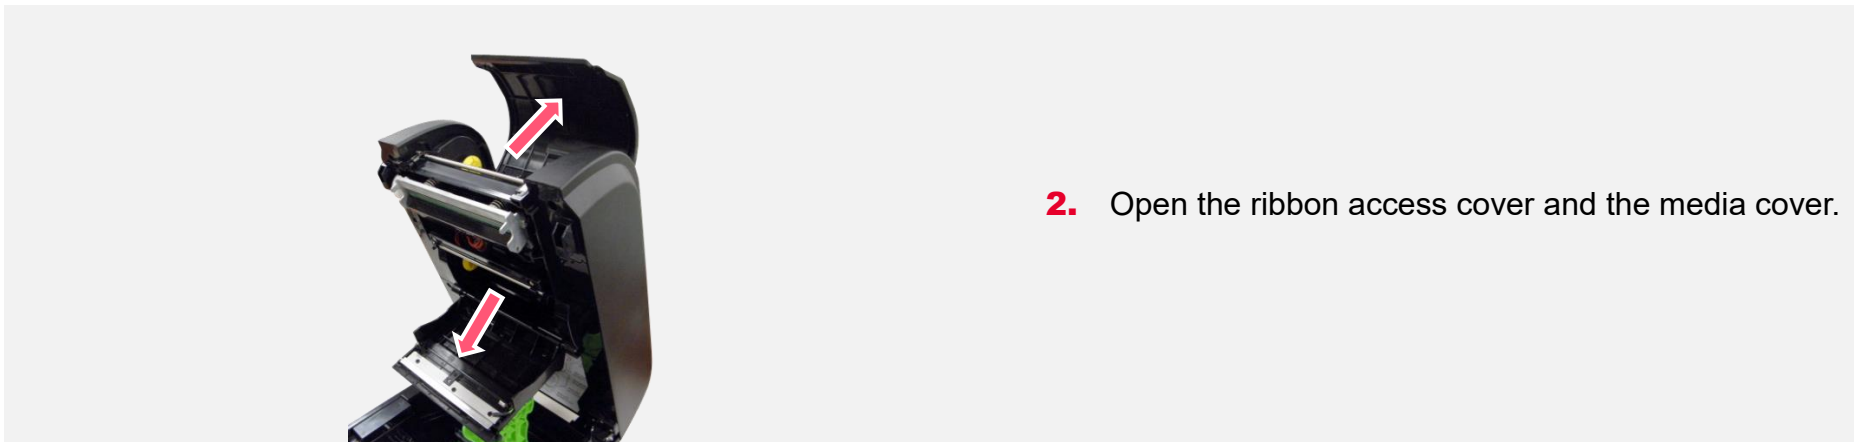 2. Open the ribbon access cover and the media cover.